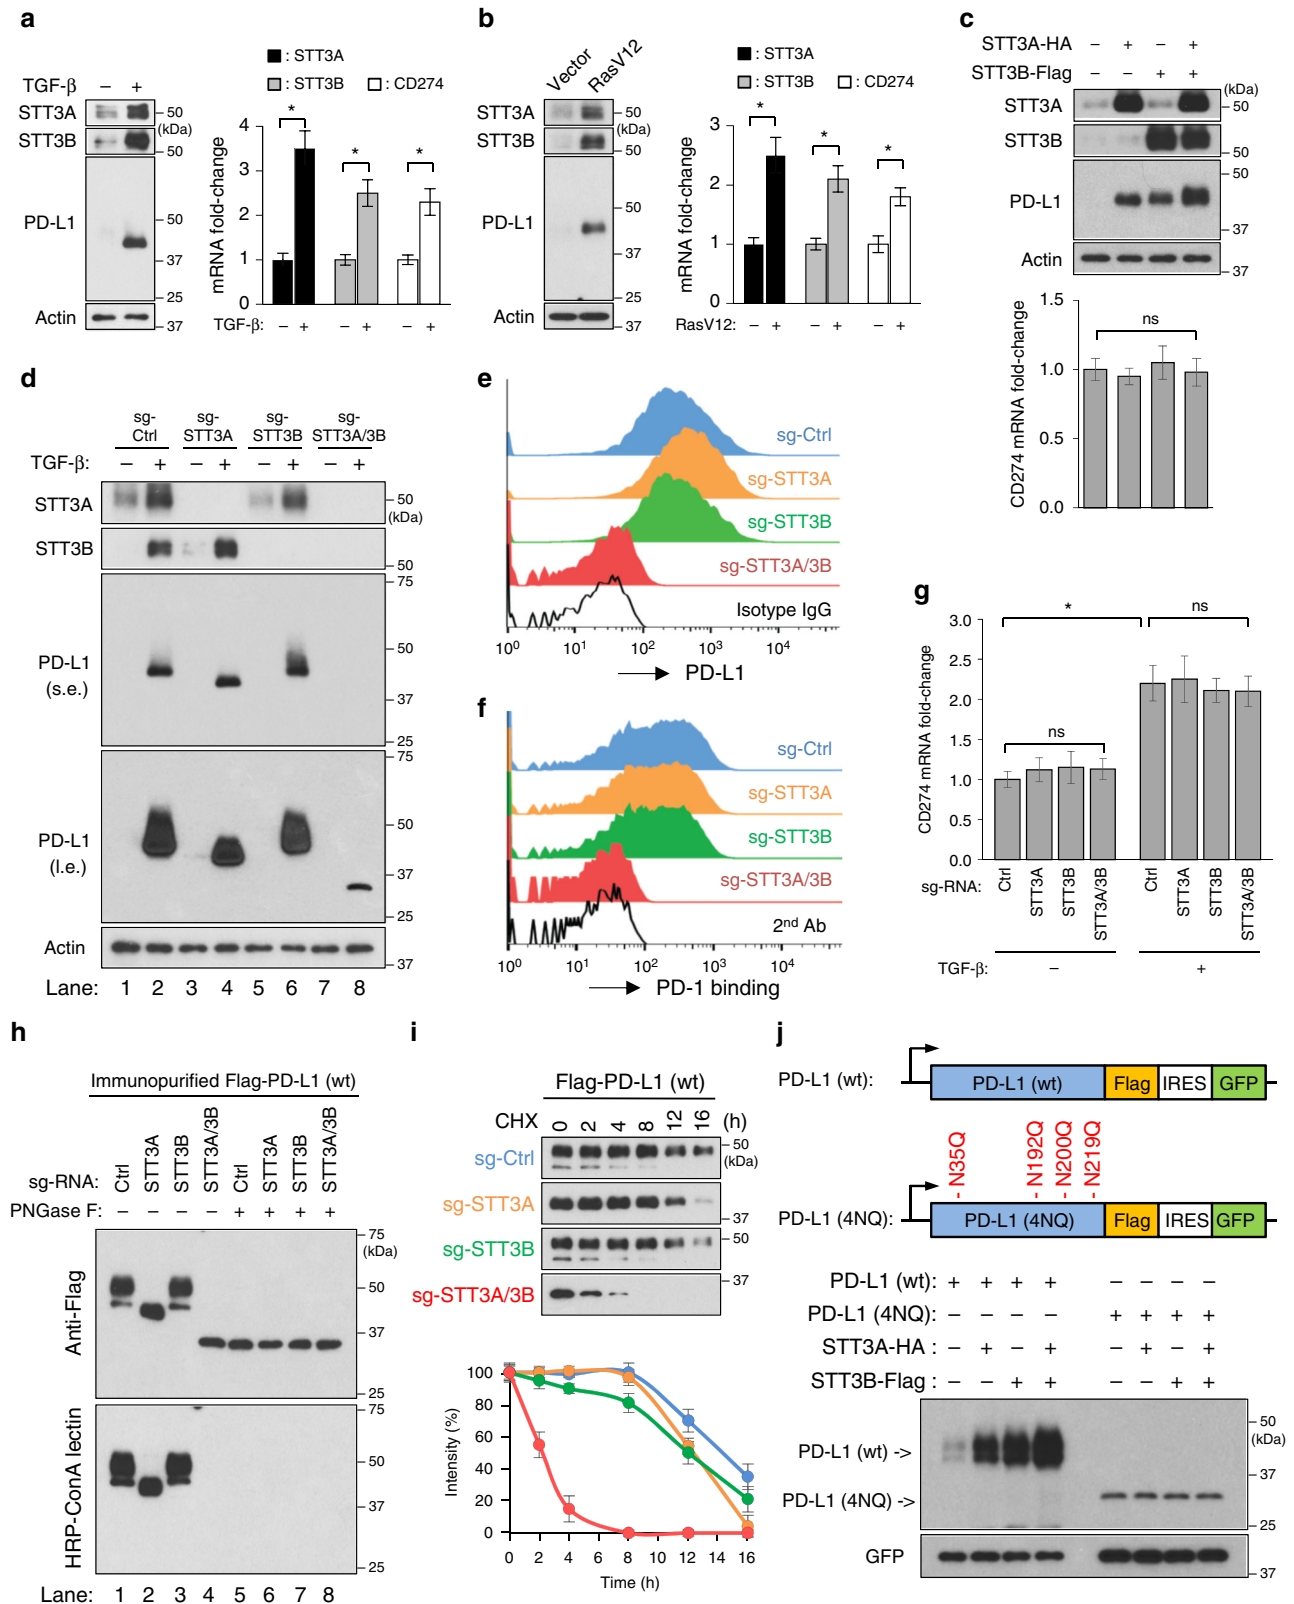 a
TGF-β – +
STT3A
STT3B
PD-L1
Actin
50
(kDa)
50
50
37
25
37
: STT3A
: STT3B : CD274
mRNA fold-change
4
3
2
1
0
* * *
TGF-β: – + – + – +
b
Vector RasV12
STT3A
STT3B
PD-L1
Actin
50
(kDa)
50
50
37
25
37
: STT3A
: STT3B : CD274
mRNA fold-change
3
2
1
0
* * *
RasV12: – + – + – +
c
STT3A-HA – + – +
STT3B-Flag – – + +
(kDa)
STT3A 50
STT3B 50
50
PD-L1
37
Actin
37
CD274 mRNA fold-change
1.5
1.0
0.5
0.0
ns
d
sg-Ctrl sg-STT3A sg-STT3B sg-STT3A/3B
TGF-β: – + – + – + – +
STT3A 50
(kDa)
STT3B 50
75
50
PD-L1
(s.e.)
37
25
75
50
PD-L1
(l.e.)
37
25
Actin
37
Lane: 1 2 3 4 5 6 7 8
e
sg-Ctrl
sg-STT3A
sg-STT3B
sg-STT3A/3B
Isotype IgG
10⁰ 10¹ 10² 10³ 10⁴
PD-L1
f
sg-Ctrl
sg-STT3A
sg-STT3B
sg-STT3A/3B
2ⁿᵈ Ab
10⁰ 10¹ 10² 10³ 10⁴
PD-1 binding
g
CD274 mRNA fold-change
3.0
2.5
2.0
1.5
1.0
0.5
0.0
* ns
ns
sg-RNA: Ctrl STT3A STT3B STT3A/3B Ctrl STT3A STT3B STT3A/3B
TGF-β: – +
h
Immunopurified Flag-PD-L1 (wt)
sg-RNA: Ctrl STT3A STT3B STT3A/3B Ctrl STT3A STT3B STT3A/3B
PNGase F: – – – – + + + +
Anti-Flag
75
(kDa)
50
37
25
HRP-ConA lectin
75
50
37
25
Lane: 1 2 3 4 5 6 7 8
i
Flag-PD-L1 (wt)
CHX 0 2 4 8 12 16 (h)
sg-Ctrl
50
(kDa)
sg-STT3A
37
sg-STT3B
50
sg-STT3A/3B
37
Intensity (%)
100
80
60
40
20
0
0 2 4 6 8 10 12 14 16
Time (h)
j
PD-L1 (wt): PD-L1 (wt) Flag IRES GFP
- N35Q - N192Q - N200Q - N219Q
PD-L1 (4NQ): PD-L1 (4NQ) Flag IRES GFP
PD-L1 (wt): + + + + – – – –
PD-L1 (4NQ): – – – – + + + +
STT3A-HA : – + – + – + – +
STT3B-Flag : – – + + – – + +
50
(kDa)
PD-L1 (wt) ->
37
PD-L1 (4NQ) ->
25
GFP
37